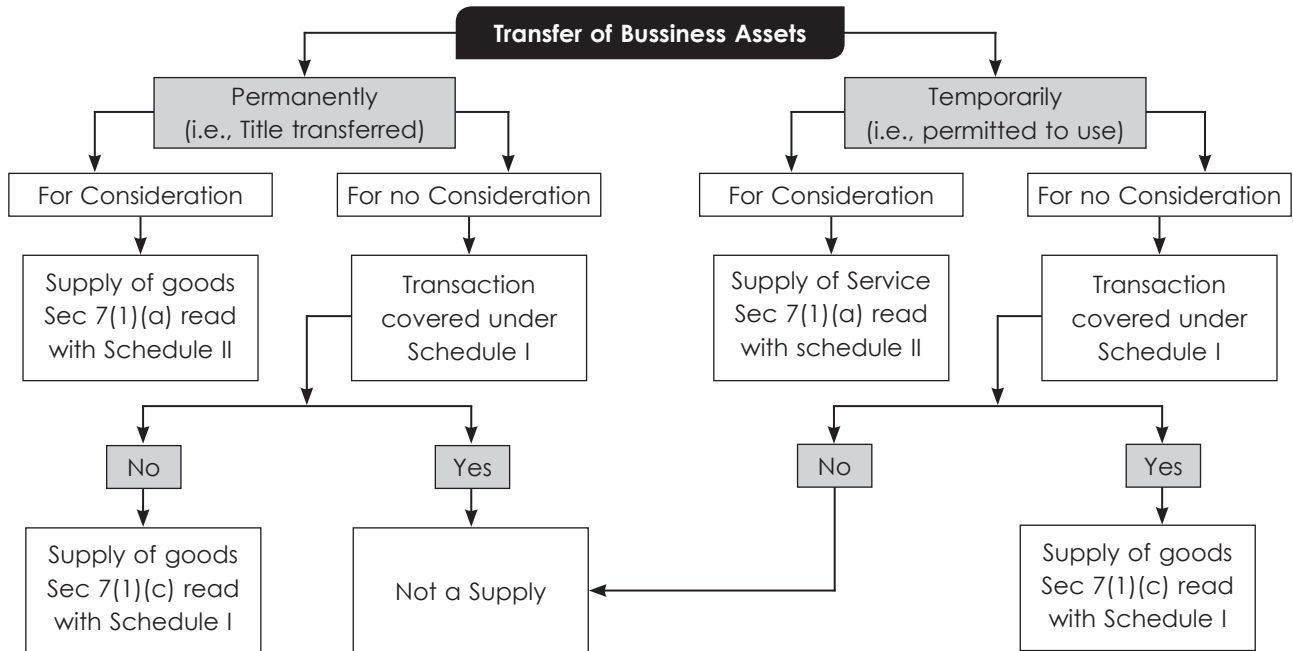 Transfer of Bussiness Assets
Permanently
(i.e., Title transferred)
Temporarily
(i.e., permitted to use)
For Consideration
For no Consideration
For Consideration
For no Consideration
Supply of goods
Sec 7(1)(a) read
with Schedule II
Transaction
covered under
Schedule I
Supply of Service
Sec 7(1)(a) read
with schedule II
Transaction
covered under
Schedule I
No
Yes
No
Yes
Supply of goods
Sec 7(1)(c) read
with Schedule I
Not a Supply
Supply of goods
Sec 7(1)(c) read
with Schedule I